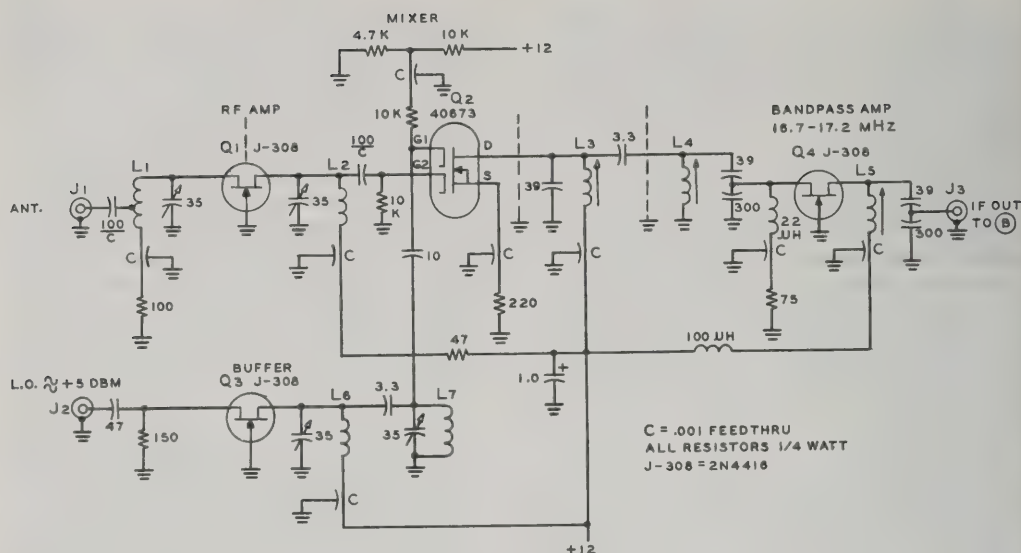 MIXER
4.7 K
10 K
+12
C
Q2
40673
10K
RF AMP
Q1 J-308
G1
G2
D
S
BANDPASS AMP
16.7-17.2 MHz
Q4 J-308
L1
L2
100
C
L3
3.3
L4
L5
J1
ANT.
100
C
35
35
10
K
39
39
300
22
UH
39
300
J3
IF OUT
TO B
C
C
C
C
C
C
100
10
220
75
47
100 UH
1.0
+
BUFFER
Q3 J-308
L.O. ≈ +5 DBM
J2
47
150
35
L6
3.3
35
L7
C
C = .001 FEEDTHRU
ALL RESISTORS 1/4 WATT
J-308 = 2N4416
+12